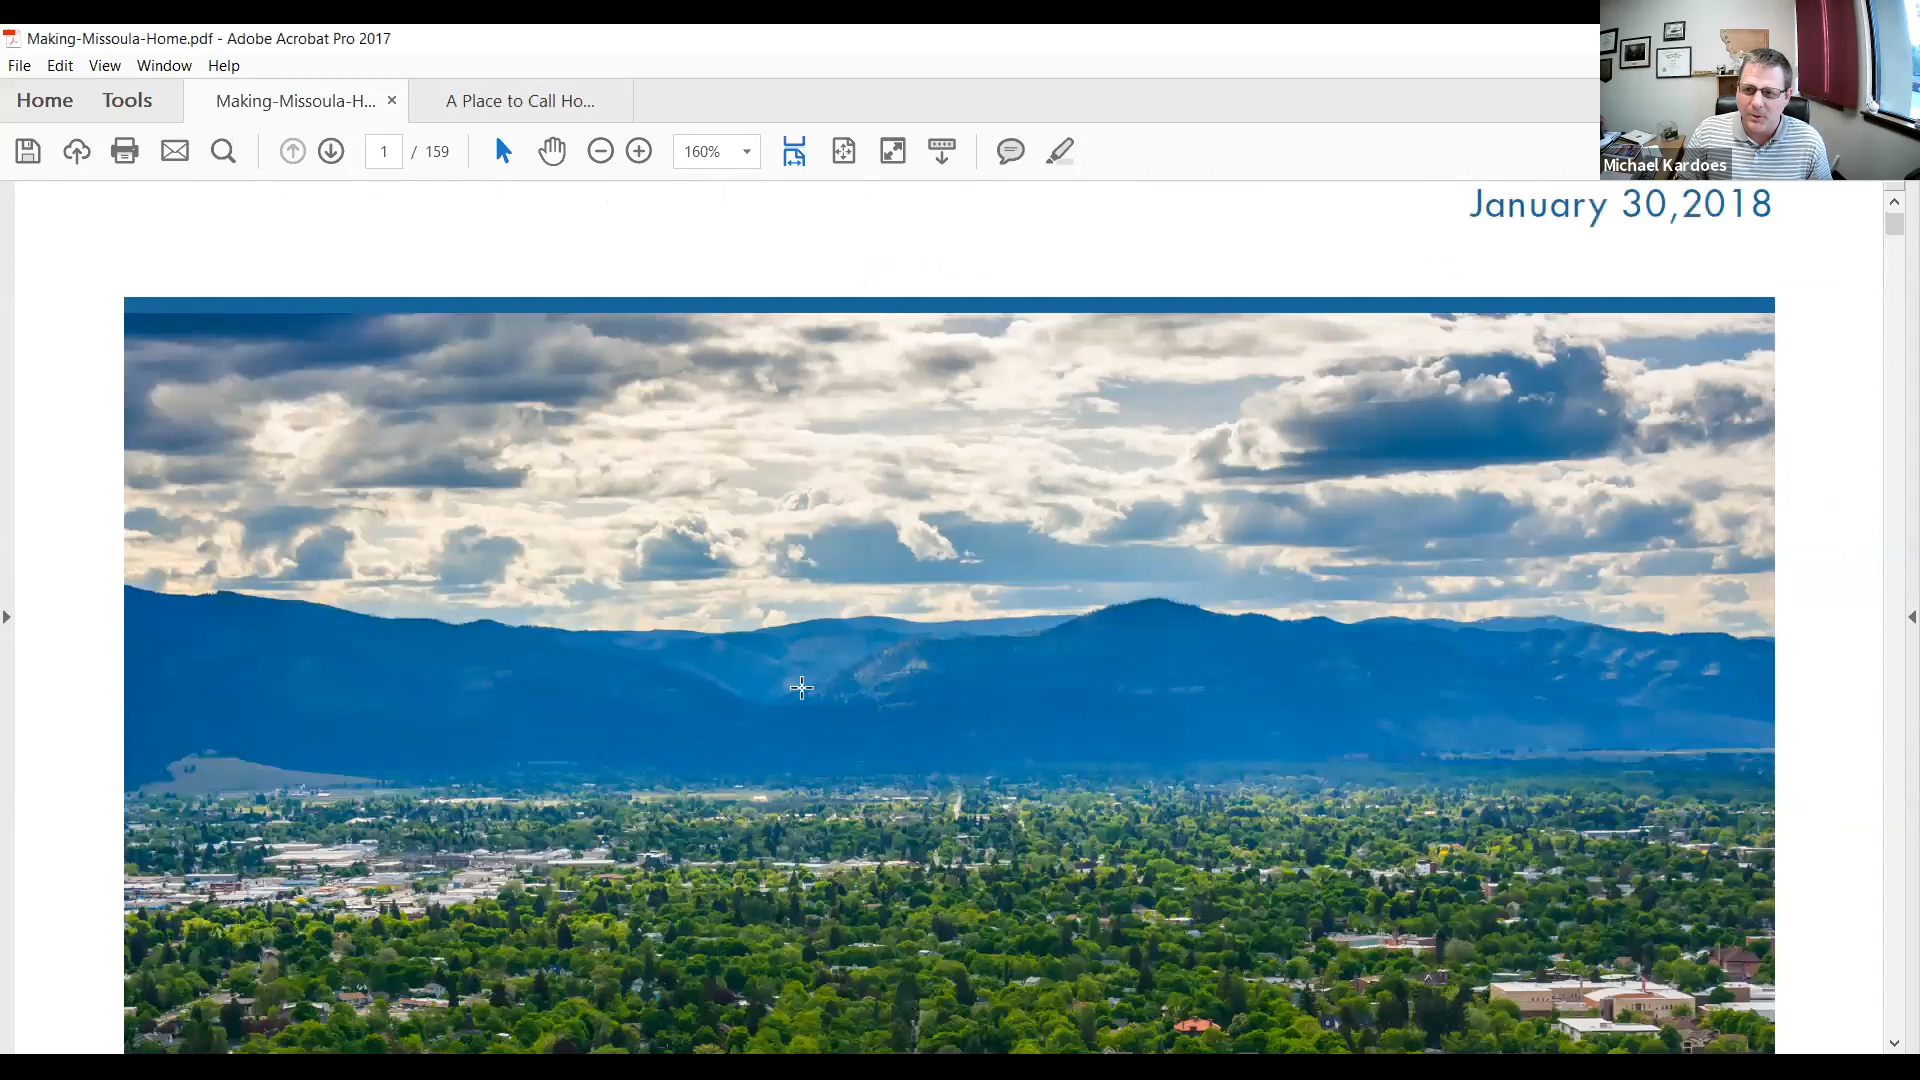 Making-Missoula-Home.pdf - Adobe Acrobat Pro 2017
File Edit View Window Help
Home Tools Making-Missoula-H... × A Place to Call Ho...
1 / 159 160%
Michael Kardoes
January 30,2018